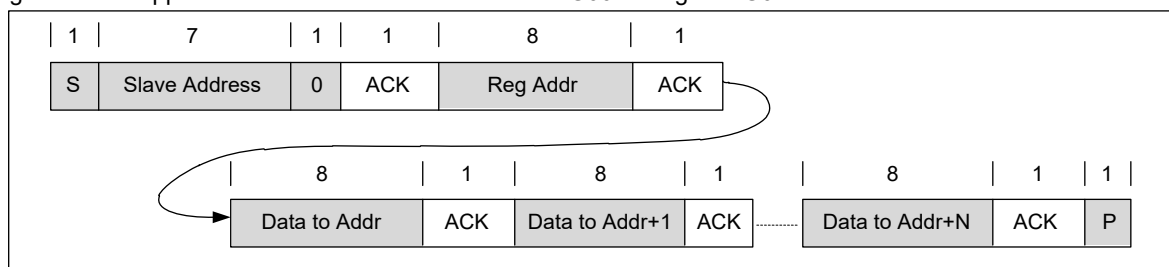 1 7 1 1 8 1
S Slave Address 0 ACK Reg Addr ACK
8 1 8 1 8 1 1
Data to Addr ACK Data to Addr+1 ACK Data to Addr+N ACK P